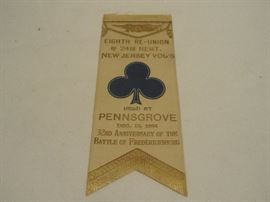 EIGHTH RE-UNION
24TH REGT.
NEW JERSEY VOL'S
HELD AT
PENNSGROVE
DEC. 13, 1894
32D ANNIVERSARY OF THE
BATTLE OF FREDERICKSBURG